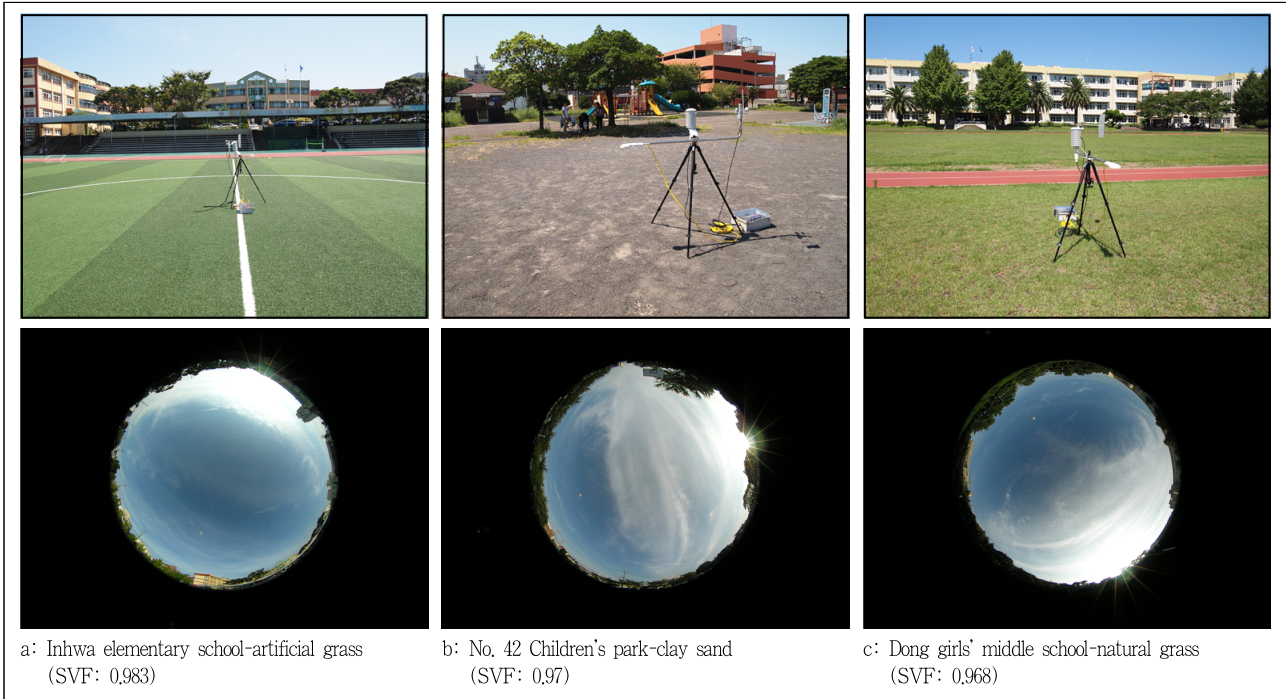 a: Inhwa elementary school-artificial grass
(SVF: 0.983)
b: No. 42 Children's park-clay sand
(SVF: 0.97)
c: Dong girls' middle school-natural grass
(SVF: 0.968)